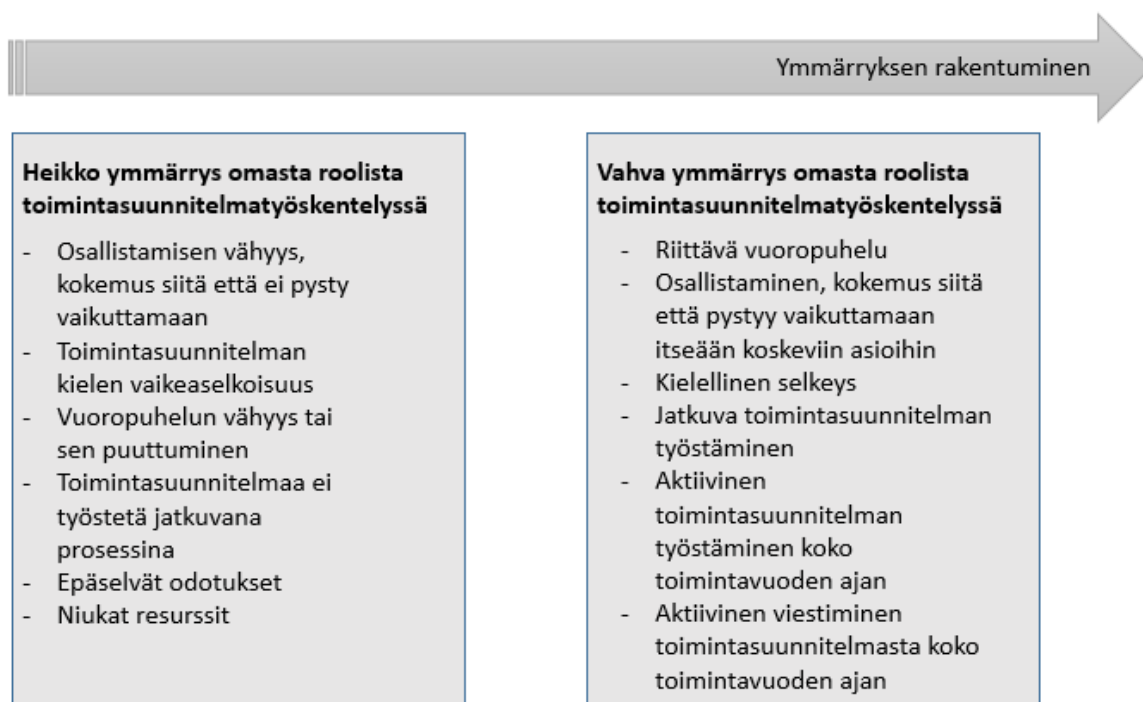 Ymmärryksen rakentuminen
Heikko ymmärrys omasta roolista
toimintasuunnitelmatyöskentelyssä
- Osallistamisen vähyys,
kokemus siitä että ei pysty
vaikuttamaan
- Toimintasuunnitelman
kielen vaikeaselkoisuus
- Vuoropuhelun vähyys tai
sen puuttuminen
- Toimintasuunnitelmaa ei
työstetä jatkuvana
prosessina
- Epäselvät odotukset
- Niukat resurssit
Vahva ymmärrys omasta roolista
toimintasuunnitelmatyöskentelyssä
- Riittävä vuoropuhelu
- Osallistaminen, kokemus siitä
että pystyy vaikuttamaan
itseään koskeviin asioihin
- Kielellinen selkeys
- Jatkuva toimintasuunnitelman
työstäminen
- Aktiivinen
toimintasuunnitelman
työstäminen koko
toimintavuoden ajan
- Aktiivinen viestiminen
toimintasuunnitelmasta koko
toimintavuoden ajan